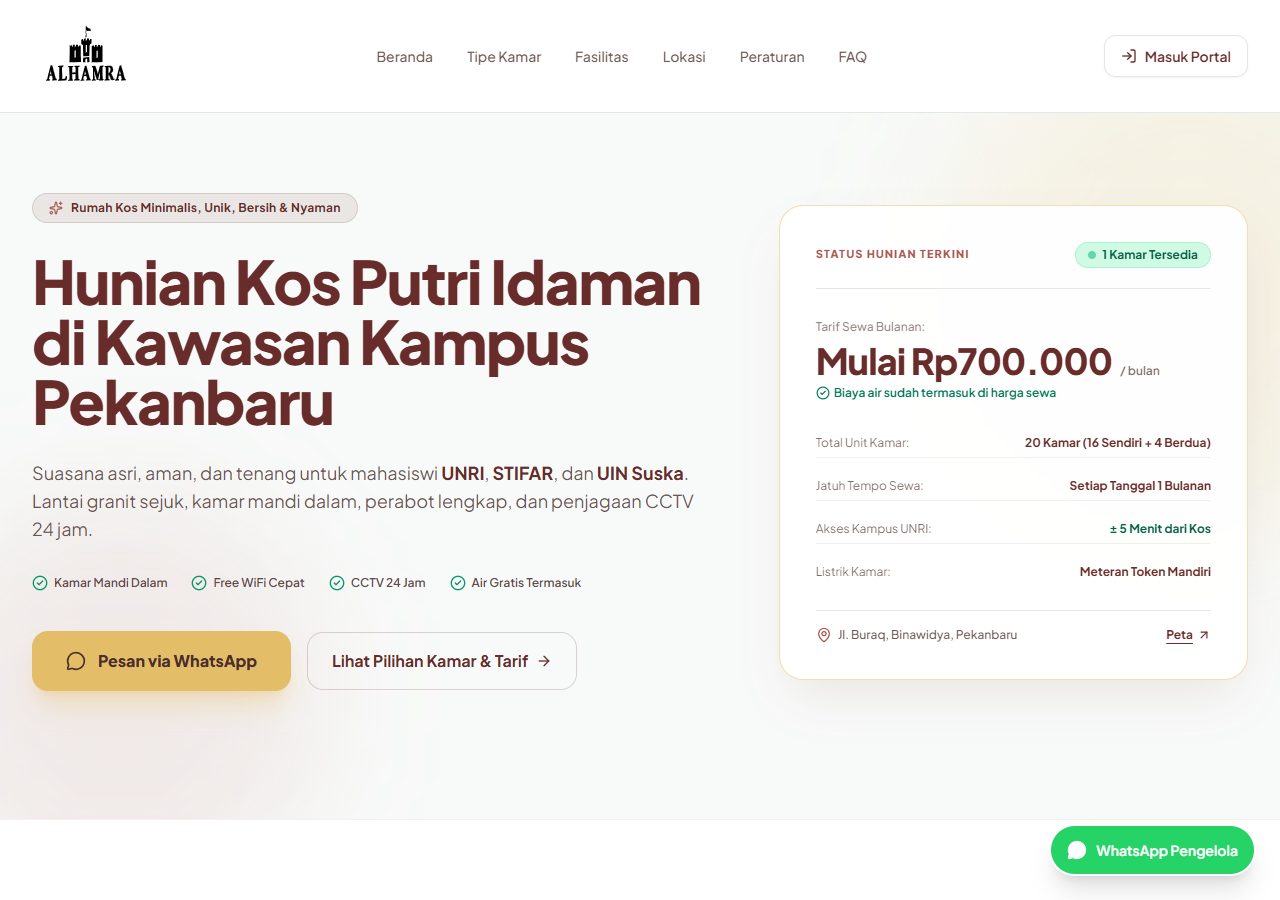 ALHAMRA
Beranda
Tipe Kamar
Fasilitas
Lokasi
Peraturan
FAQ
Masuk Portal
Rumah Kos Minimalis, Unik, Bersih & Nyaman
Hunian Kos Putri Idaman
di Kawasan Kampus
Pekanbaru
Suasana asri, aman, dan tenang untuk mahasiswi UNRI, STIFAR, dan UIN Suska.
Lantai granit sejuk, kamar mandi dalam, perabot lengkap, dan penjagaan CCTV
24 jam.
Kamar Mandi Dalam
Free WiFi Cepat
CCTV 24 Jam
Air Gratis Termasuk
Pesan via WhatsApp
Lihat Pilihan Kamar & Tarif
STATUS HUNIAN TERKINI
1 Kamar Tersedia
Tarif Sewa Bulanan:
Mulai Rp700.000 / bulan
Biaya air sudah termasuk di harga sewa
Total Unit Kamar: 20 Kamar (16 Sendiri + 4 Berdua)
Jatuh Tempo Sewa: Setiap Tanggal 1 Bulanan
Akses Kampus UNRI: ± 5 Menit dari Kos
Listrik Kamar: Meteran Token Mandiri
Jl. Buraq, Binawidya, Pekanbaru
Peta
WhatsApp Pengelola